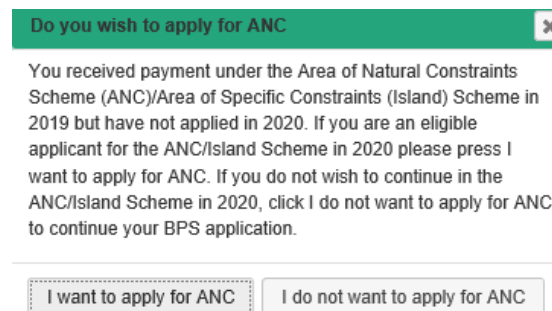 Do you wish to apply for ANC
You received payment under the Area of Natural Constraints
Scheme (ANC)/Area of Specific Constraints (Island) Scheme in
2019 but have not applied in 2020. If you are an eligible
applicant for the ANC/Island Scheme in 2020 please press I
want to apply for ANC. If you do not wish to continue in the
ANC/Island Scheme in 2020, click I do not want to apply for ANC
to continue your BPS application.
I want to apply for ANC I do not want to apply for ANC